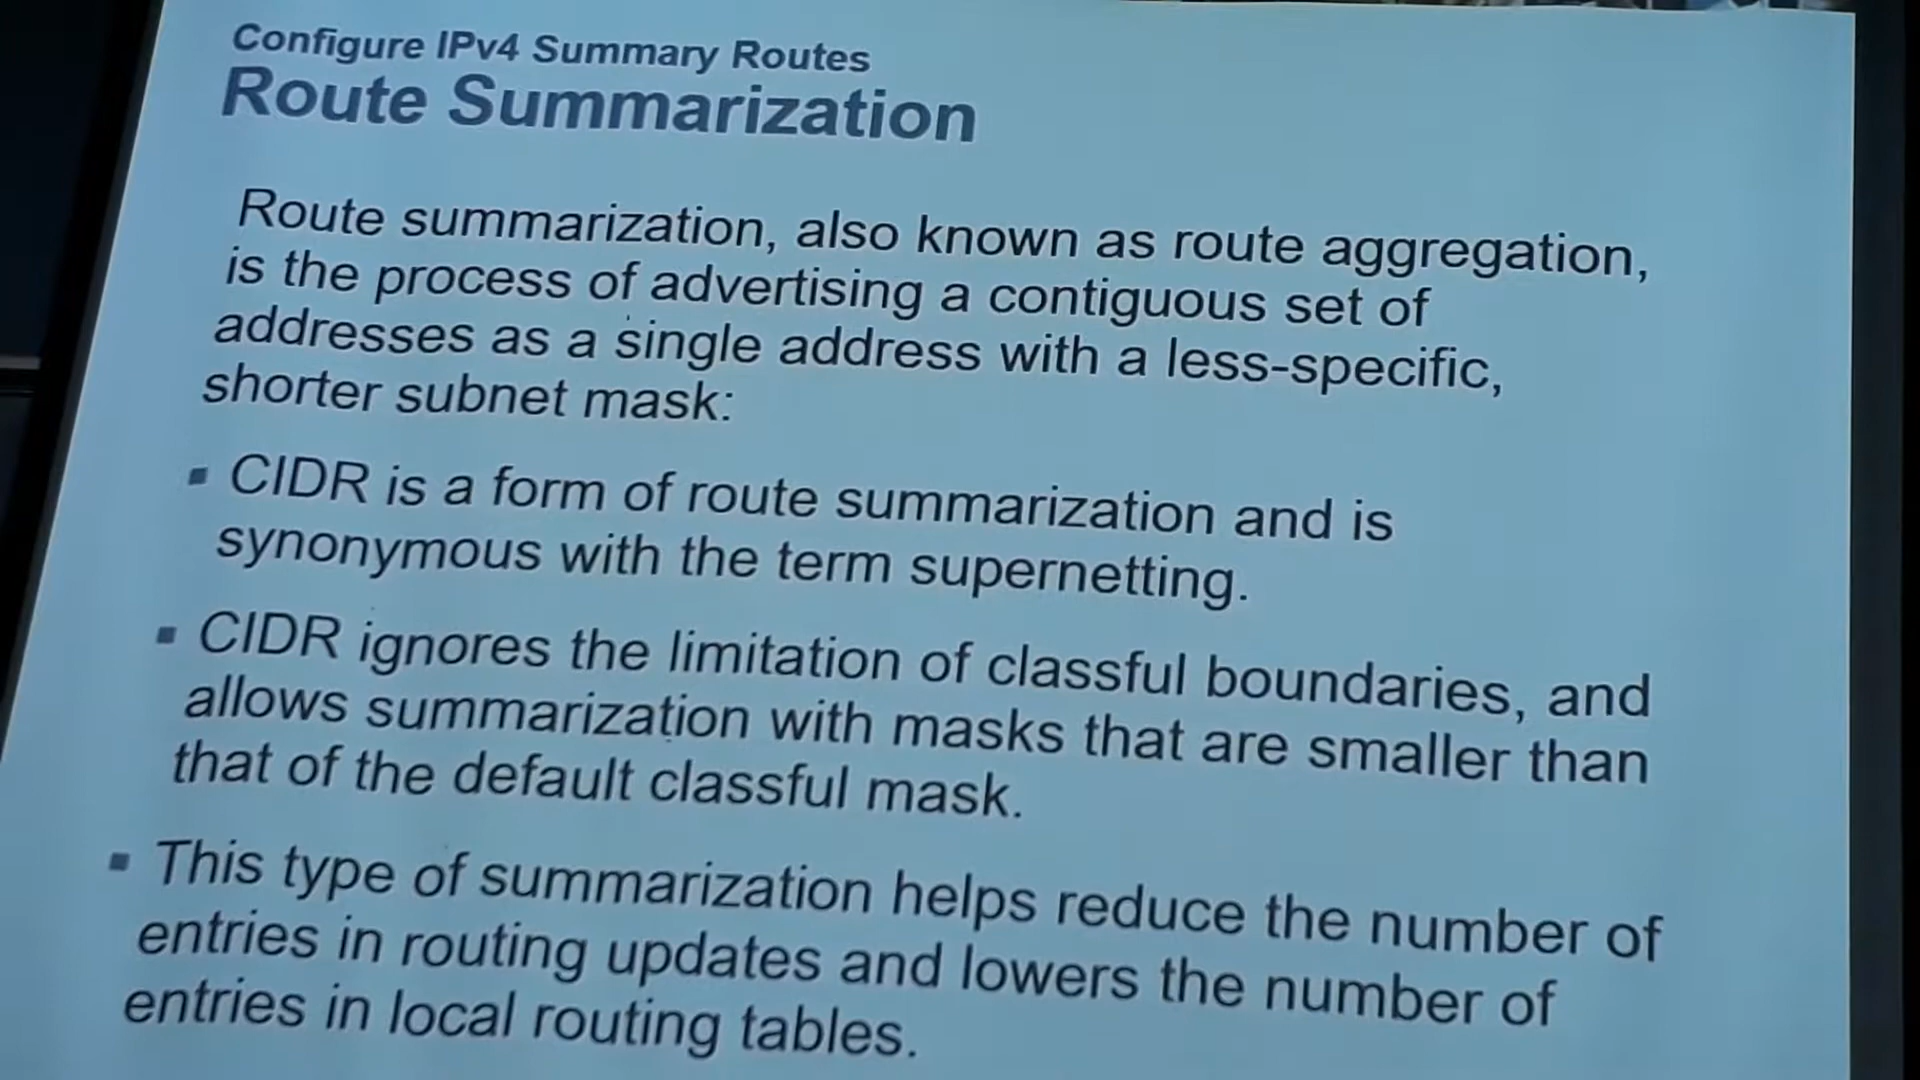 Configure IPv4 Summary Routes
Route Summarization
Route summarization, also known as route aggregation,
is the process of advertising a contiguous set of
addresses as a single address with a less-specific,
shorter subnet mask:
▪ CIDR is a form of route summarization and is
synonymous with the term supernetting.
▪ CIDR ignores the limitation of classful boundaries, and
allows summarization with masks that are smaller than
that of the default classful mask.
▪ This type of summarization helps reduce the number of
entries in routing updates and lowers the number of
entries in local routing tables.